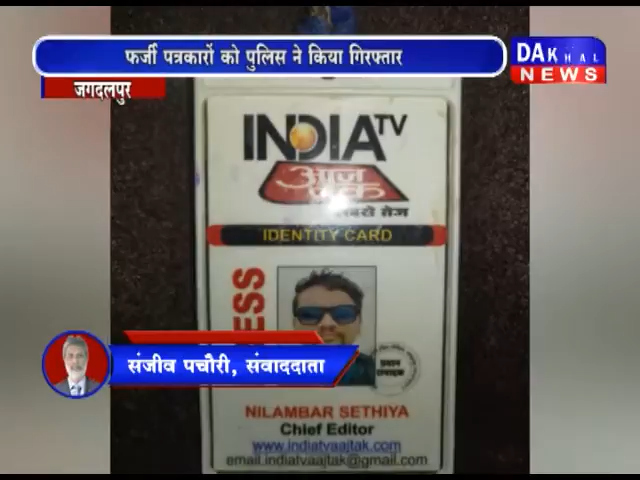 फर्जी पत्रकारों को पुलिस ने किया गिरफ्तार
DAKHAL
NEWS
जगदलपुर
INDIA TV
आज
तक
तेज
IDENTITY CARD
NILAMBAR SETHIYA
Chief Editor
www.indiatvaajtak.com
email.indiatvaajtak@gmail.com
संजीव पचौरी, संवाददाता